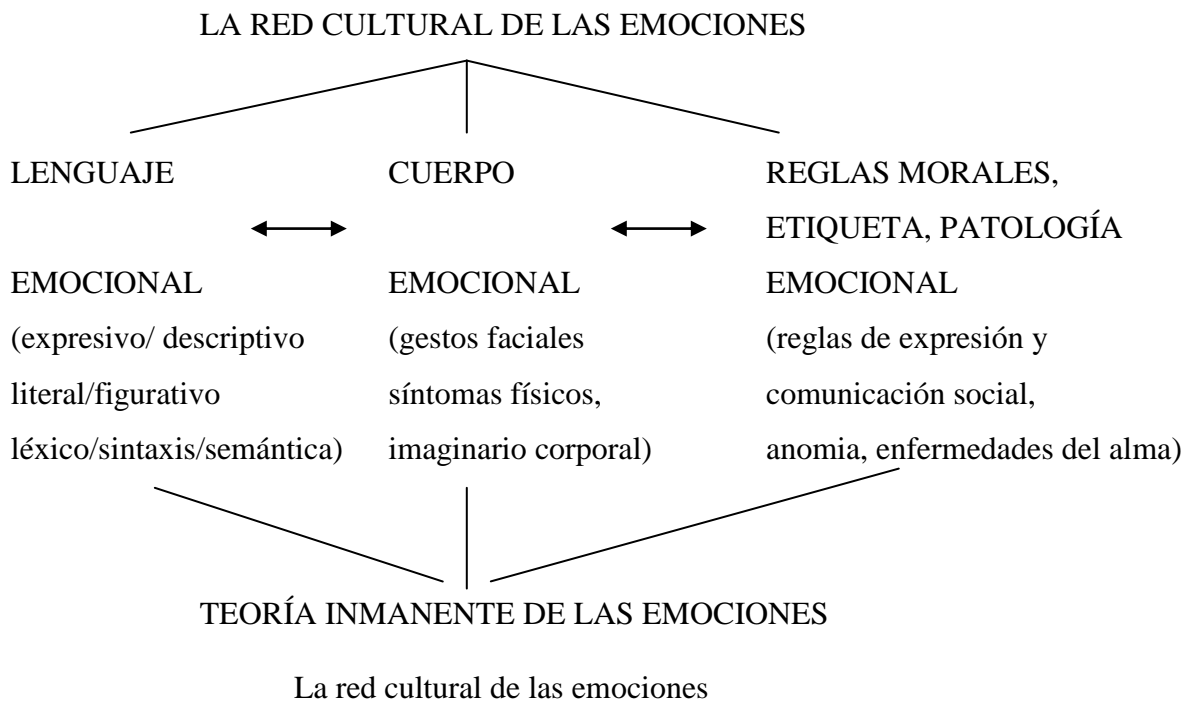 LA RED CULTURAL DE LAS EMOCIONES
LENGUAJE
EMOCIONAL
(expresivo/ descriptivo
literal/figurativo
léxico/sintaxis/semántica)
CUERPO
EMOCIONAL
(gestos faciales
síntomas físicos,
imaginario corporal)
REGLAS MORALES,
ETIQUETA, PATOLOGÍA
EMOCIONAL
(reglas de expresión y
comunicación social,
anomia, enfermedades del alma)
TEORÍA INMANENTE DE LAS EMOCIONES
La red cultural de las emociones